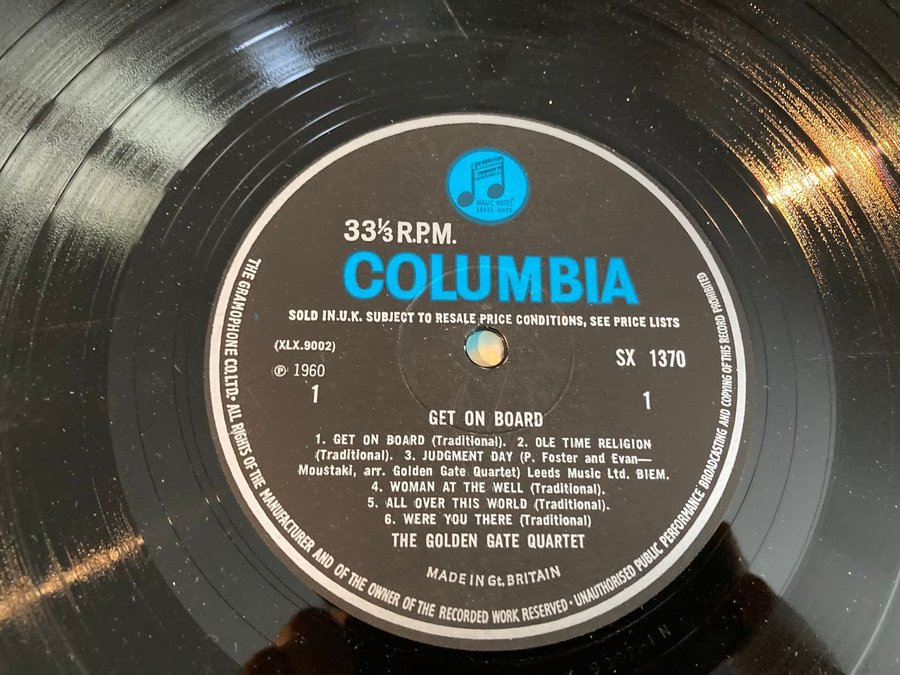 Records
MAGIC NOTES
TRADE MARK
33⅓ R.P.M.
COLUMBIA
SOLD IN.U.K. SUBJECT TO RESALE PRICE CONDITIONS, SEE PRICE LISTS
(XLX.9002)
SX 1370
℗ 1960
1
1
GET ON BOARD
1. GET ON BOARD (Traditional). 2. OLE TIME RELIGION
(Traditional). 3. JUDGMENT DAY (P. Foster and Evan—
Moustaki, arr. Golden Gate Quartet) Leeds Music Ltd. BIEM.
4. WOMAN AT THE WELL (Traditional).
5. ALL OVER THIS WORLD (Traditional).
6. WERE YOU THERE (Traditional)
THE GOLDEN GATE QUARTET
MADE IN Gt. BRITAIN
THE GRAMOPHONE CO. LTD. • ALL RIGHTS OF THE MANUFACTURER AND OF THE OWNER OF THE RECORDED WORK RESERVED • UNAUTHORISED PUBLIC PERFORMANCE BROADCASTING AND COPYING OF THIS RECORD PROHIBITED